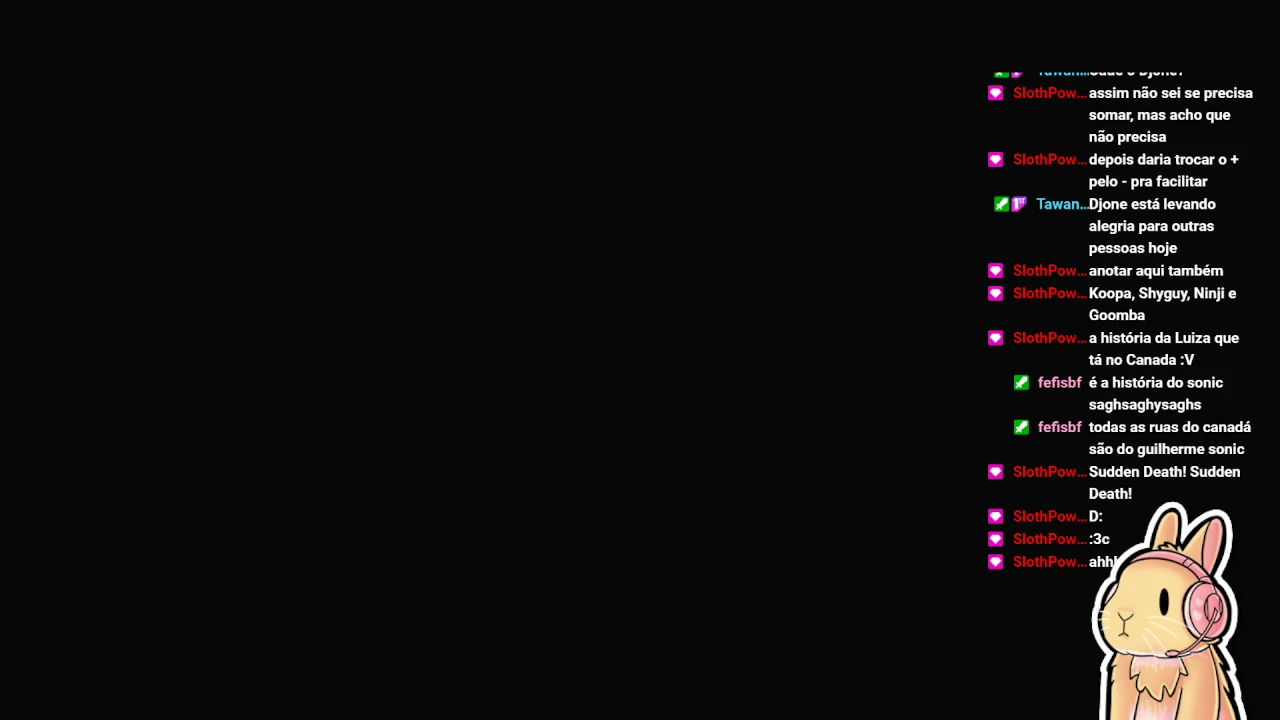 Tawan... Cadê o Djone?
SlothPow... assim não sei se precisa
somar, mas acho que
não precisa
SlothPow... depois daria trocar o +
pelo - pra facilitar
Tawan... Djone está levando
alegria para outras
pessoas hoje
SlothPow... anotar aqui também
SlothPow... Koopa, Shyguy, Ninji e
Goomba
SlothPow... a história da Luiza que
tá no Canada :V
fefisbf é a história do sonic
saghsaghysaghs
fefisbf todas as ruas do canadá
são do guilherme sonic
SlothPow... Sudden Death! Sudden
Death!
SlothPow... D:
SlothPow... :3c
SlothPow...